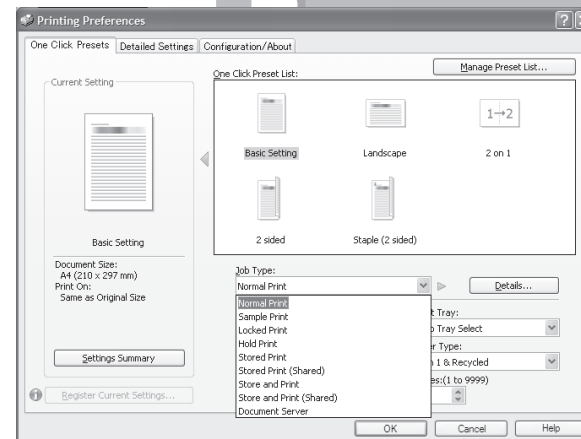 Printing Preferences
One Click Presets
Detailed Settings
Configuration/About
Current Setting
One Click Preset List:
Manage Preset List...
Basic Setting
Landscape
1→2
2 on 1
2 sided
Staple (2 sided)
Basic Setting
Document Size:
A4 (210 x 297 mm)
Print On:
Same as Original Size
Settings Summary
Register Current Settings...
Job Type:
Normal Print
Details...
Normal Print
Sample Print
Locked Print
Hold Print
Stored Print
Stored Print (Shared)
Store and Print
Store and Print (Shared)
Document Server
Tray:
Tray Select
Type:
1 & Recycled
(1 to 9999)
OK
Cancel
Help